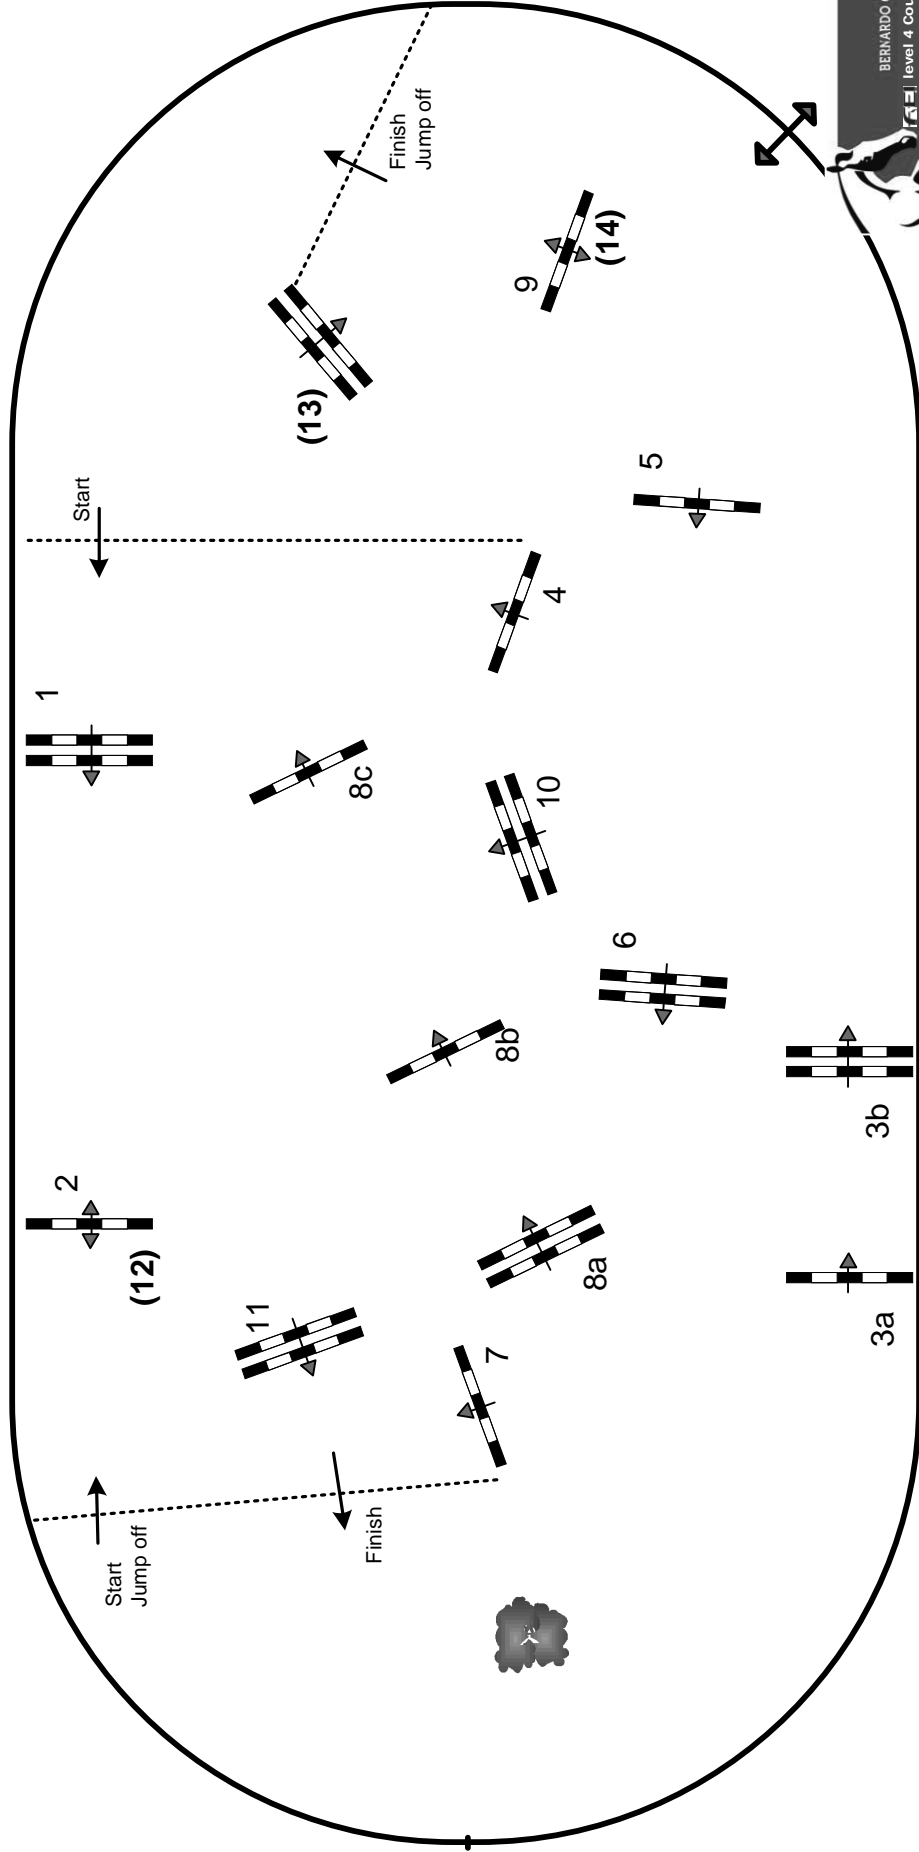 BERNARDO
FEI level 4 Cou
Finish
Jump off
9
(14)
(13)
5
Start
4
1
8c
10
6
8b
3b
2
(12)
8a
11
3a
7
Start
Jump off
Finish